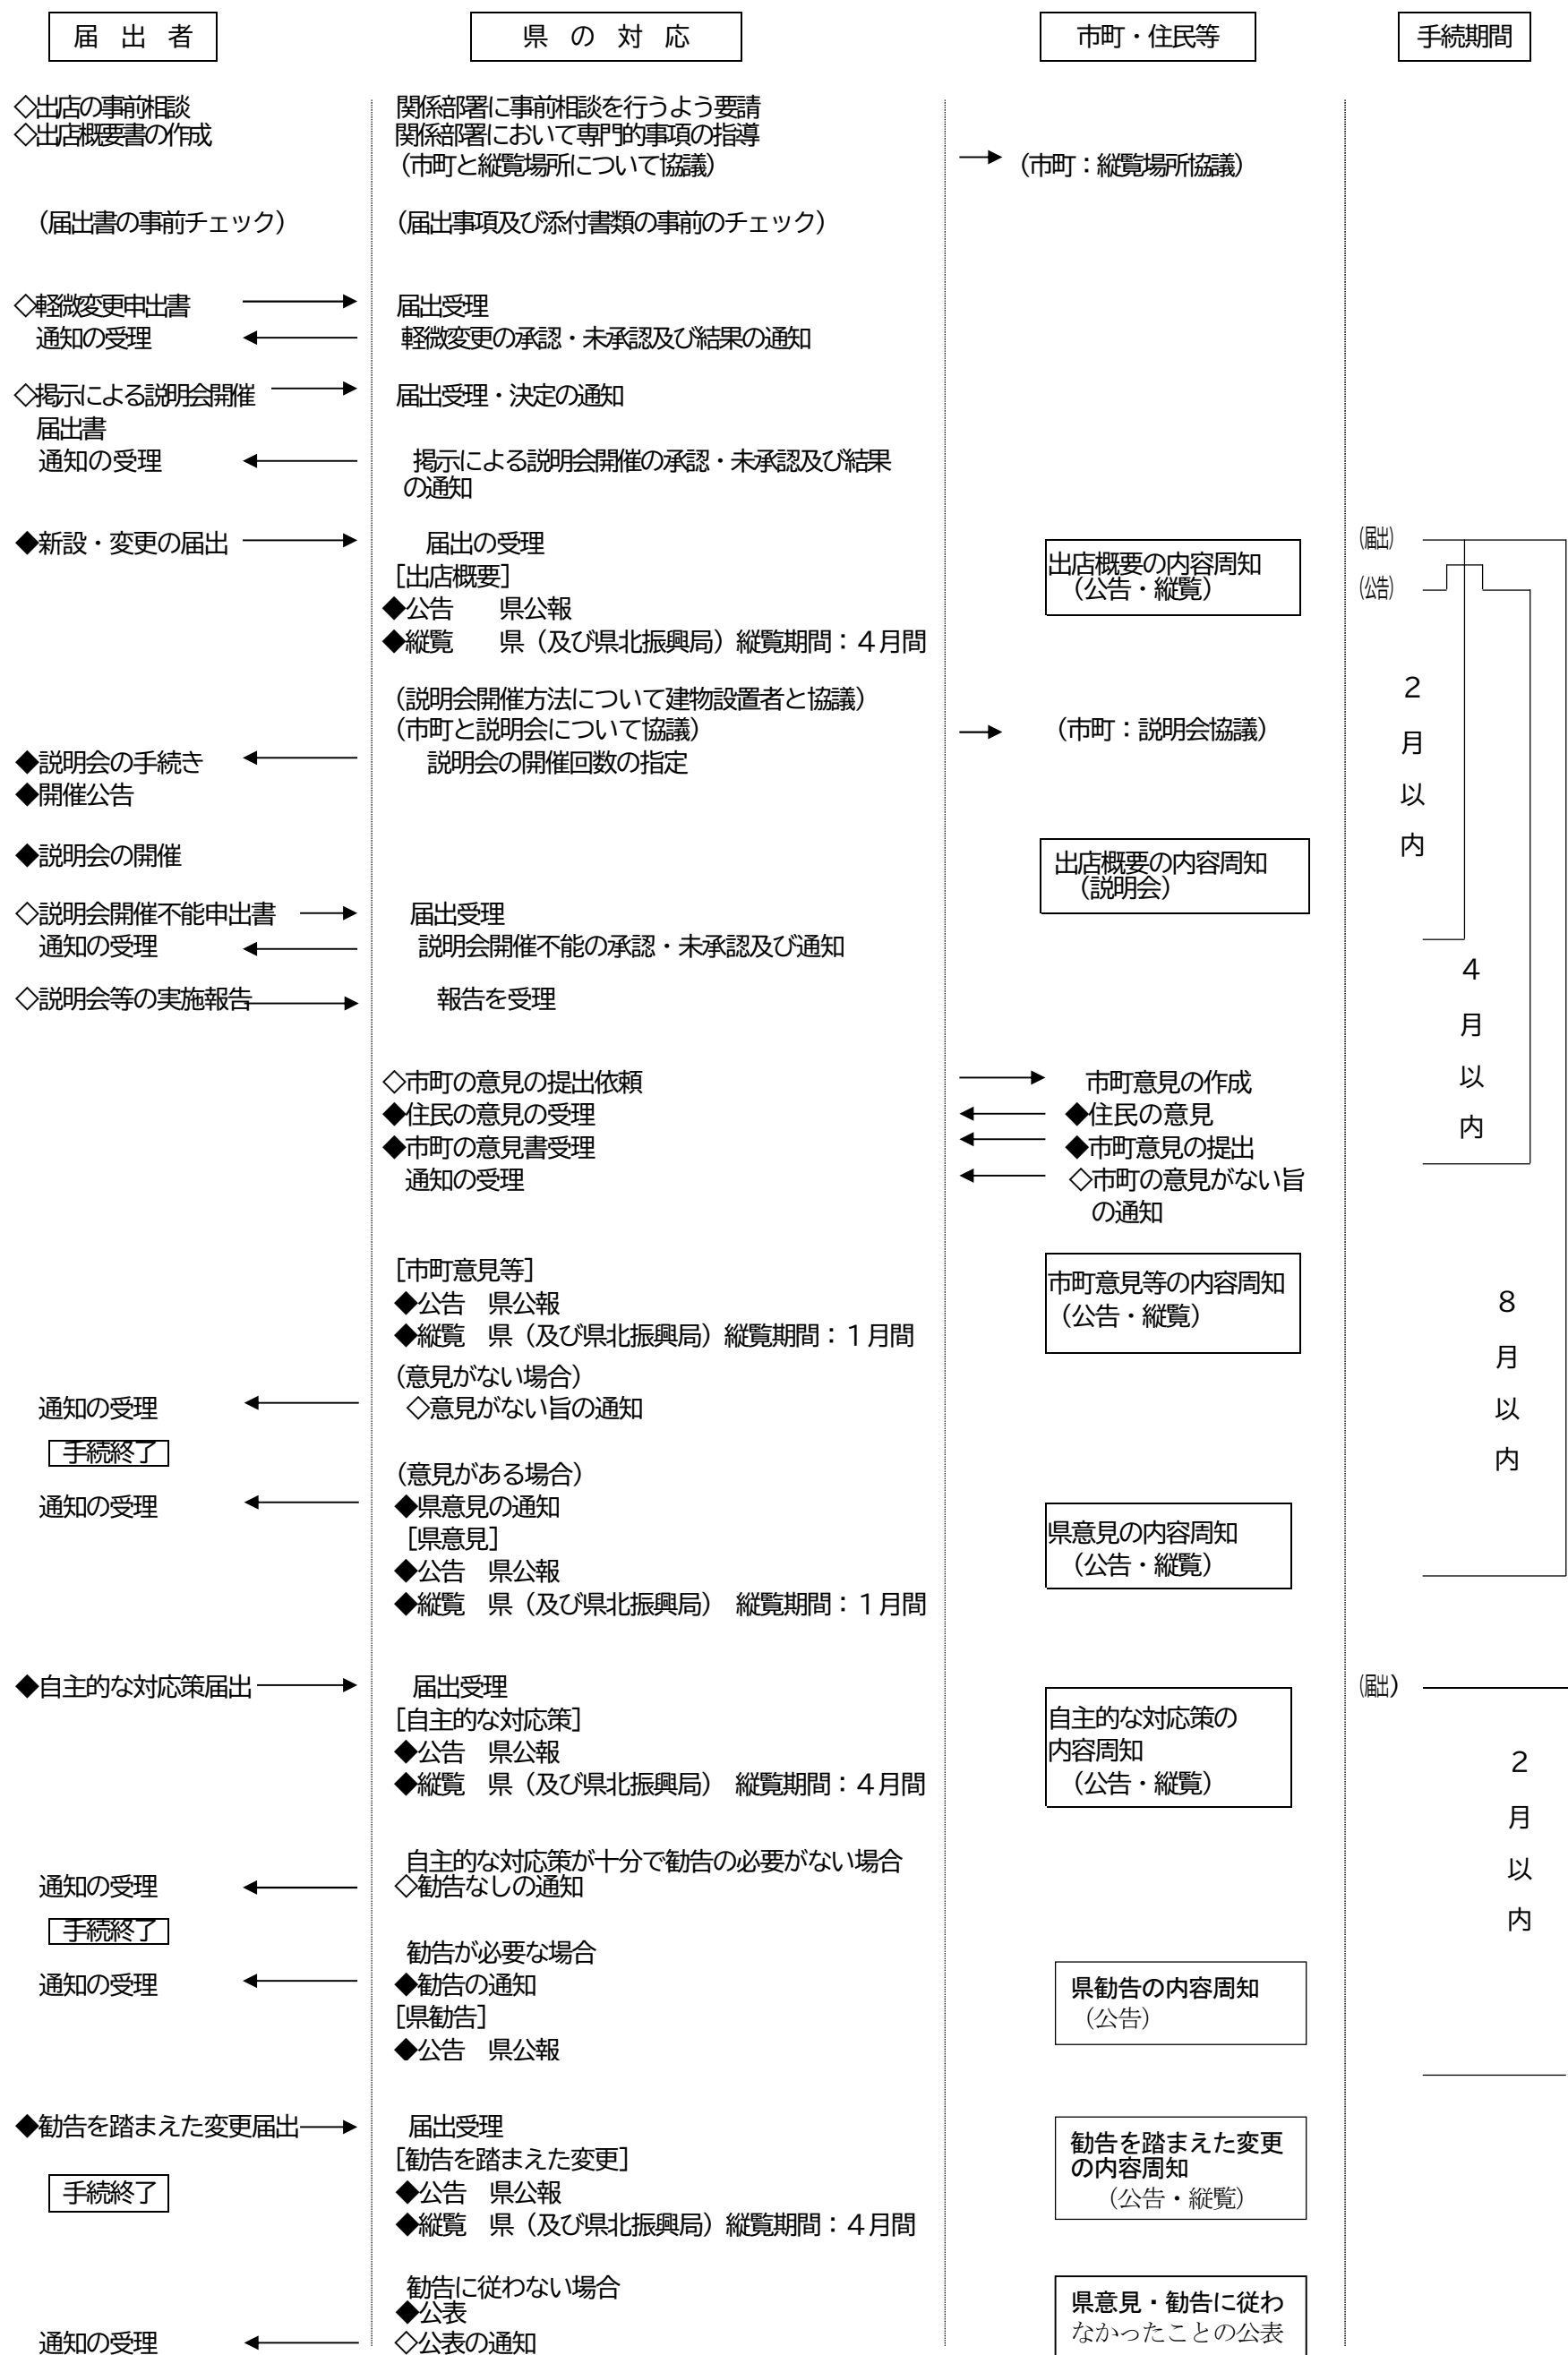 届　出　者
県　の　対　応
市町・住民等
手続期間
◇出店の事前相談
関係部署に事前相談を行うよう要請
◇出店概要書の作成
関係部署において専門的事項の指導
（市町と縦覧場所について協議）
（市町：縦覧場所協議）
（届出書の事前チェック）
（届出事項及び添付書類の事前のチェック）
◇軽微変更申出書
届出受理
通知の受理
軽微変更の承認・未承認及び結果の通知
◇掲示による説明会開催
届出受理・決定の通知
届出書
通知の受理
掲示による説明会開催の承認・未承認及び結果
の通知
◆新設・変更の届出
届出の受理
（届出）
［出店概要］
出店概要の内容周知
（公告・縦覧）
（公告）
◆公告　　県公報
◆縦覧　　県（及び県北振興局）縦覧期間：４月間
２月以内
（説明会開催方法について建物設置者と協議）
（市町と説明会について協議）
（市町：説明会協議）
◆説明会の手続き
説明会の開催回数の指定
◆開催公告
◆説明会の開催
出店概要の内容周知
（説明会）
◇説明会開催不能申出書
届出受理
通知の受理
説明会開催不能の承認・未承認及び通知
４月以内
◇説明会等の実施報告
報告を受理
◇市町の意見の提出依頼
市町意見の作成
◆住民の意見の受理
◆住民の意見
◆市町の意見書受理
◆市町意見の提出
通知の受理
◇市町の意見がない旨
の通知
［市町意見等］
市町意見等の内容周知
（公告・縦覧）
◆公告　県公報
◆縦覧　県（及び県北振興局）縦覧期間：１月間
８月以内
（意見がない場合）
通知の受理
◇意見がない旨の通知
手続終了
（意見がある場合）
通知の受理
◆県意見の通知
［県意見］
県意見の内容周知
（公告・縦覧）
◆公告　県公報
◆縦覧　県（及び県北振興局）　縦覧期間：１月間
◆自主的な対応策届出
届出受理
（届出）
［自主的な対応策］
自主的な対応策の
内容周知
（公告・縦覧）
◆公告　県公報
◆縦覧　県（及び県北振興局）　縦覧期間：４月間
２月以内
自主的な対応策が十分で勧告の必要がない場合
通知の受理
◇勧告なしの通知
手続終了
勧告が必要な場合
通知の受理
◆勧告の通知
県勧告の内容周知
（公告）
［県勧告］
◆公告　県公報
◆勧告を踏まえた変更届出
届出受理
勧告を踏まえた変更
の内容周知
（公告・縦覧）
［勧告を踏まえた変更］
手続終了
◆公告　県公報
◆縦覧　県（及び県北振興局）縦覧期間：４月間
勧告に従わない場合
◆公表
県意見・勧告に従わ
なかったことの公表
通知の受理
◇公表の通知